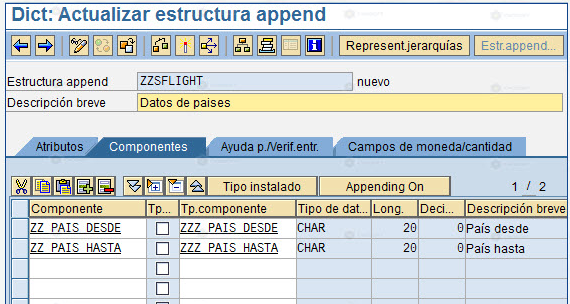 Dict: Actualizar estructura append
Represent.jerarquías Estr.append...
Estructura append ZZSFLIGHT nuevo
Descripción breve Datos de paises
Atributos Componentes Ayuda p./Verif.entr. Campos de moneda/cantidad
Tipo instalado Appending On 1 / 2
Componente Tp... Tp.componente Tipo de dat... Long. Deci... Descripción breve
ZZ_PAIS_DESDE ZZZ_PAIS_DESDE CHAR 20 0 País desde
ZZ_PAIS_HASTA ZZZ_PAIS_HASTA CHAR 20 0 País hasta